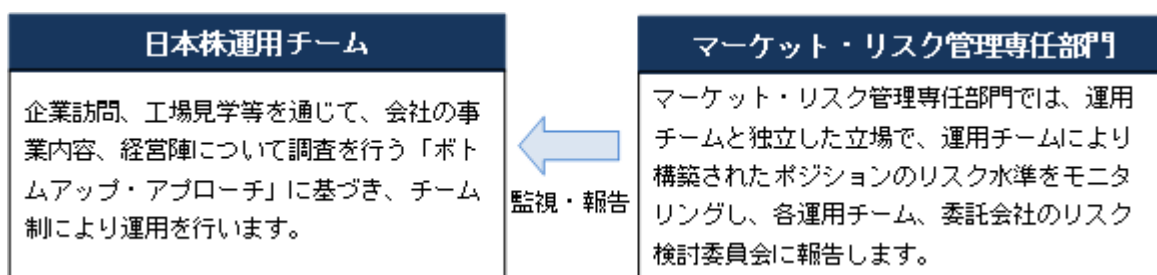 日本株運用チーム
企業訪問、工場見学等を通じて、会社の事
業内容、経営陣について調査を行う「ボト
ムアップ・アプローチ」に基づき、チーム
制により運用を行います。
監視・報告
マーケット・リスク管理専任部門
マーケット・リスク管理専任部門では、運用
チームと独立した立場で、運用チームにより
構築されたポジションのリスク水準をモニタ
リングし、各運用チーム、委託会社のリスク
検討委員会に報告します。